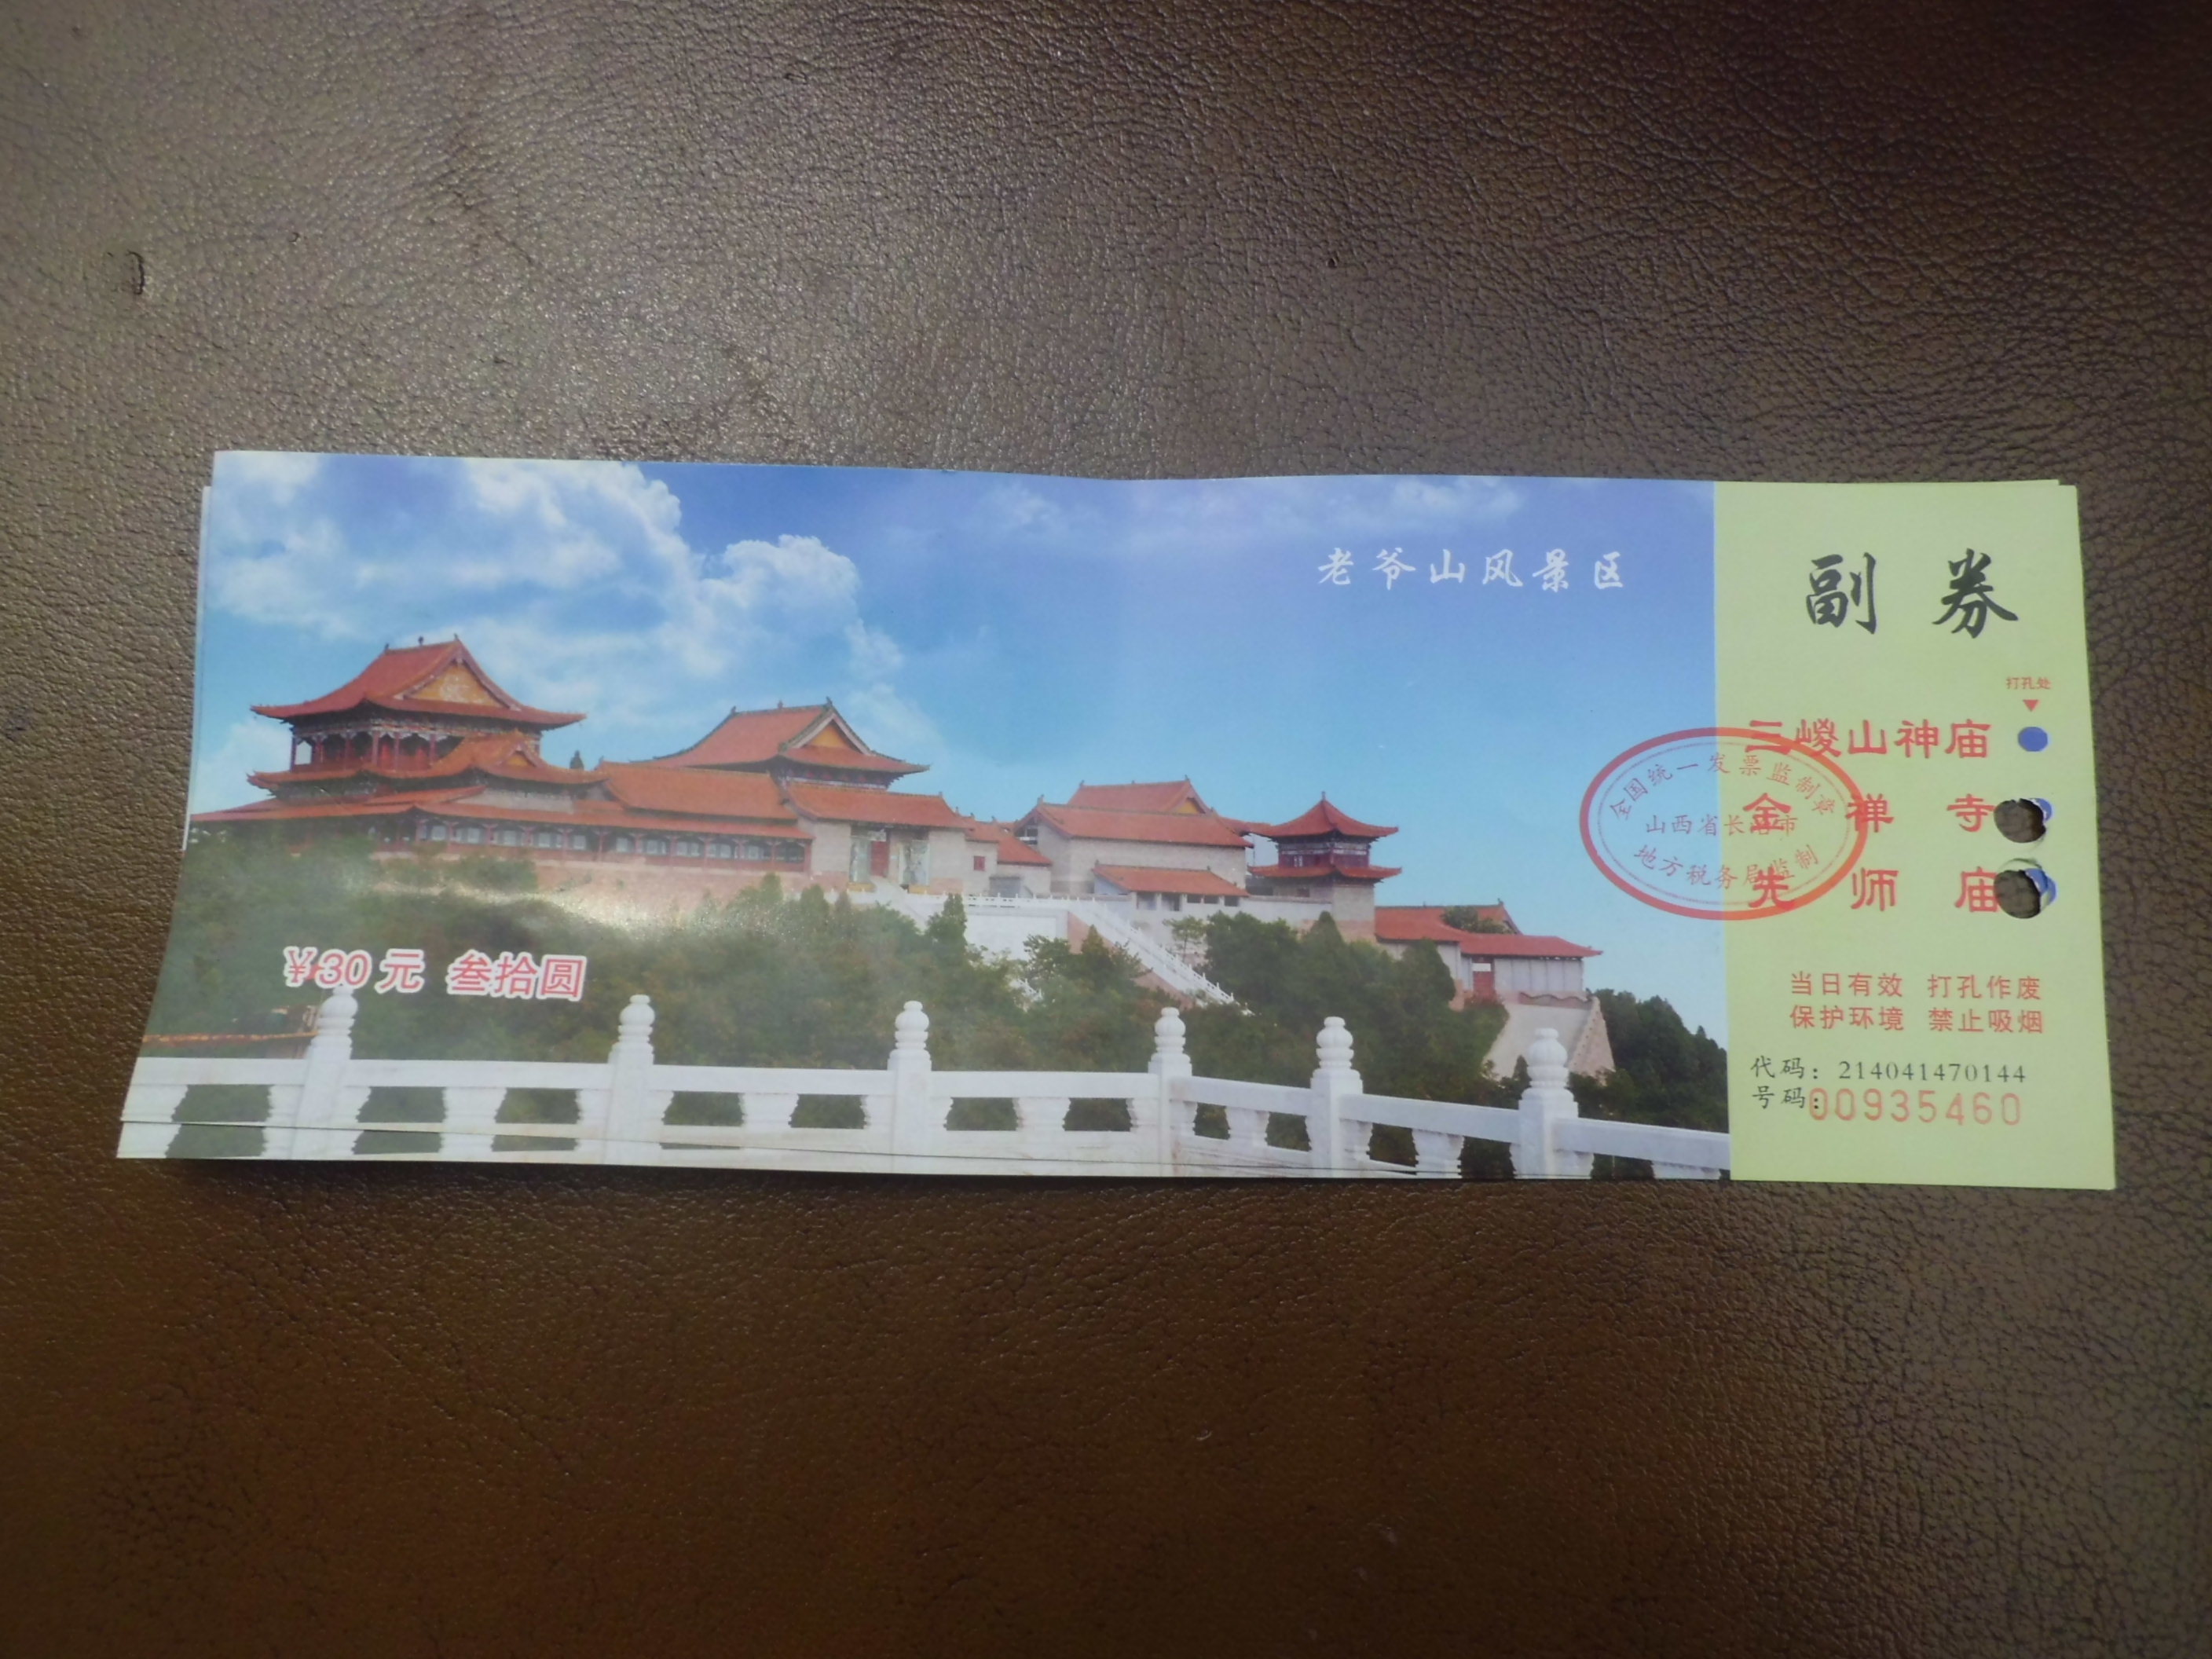 老爷山风景区
¥:30元 叁拾圆
副券
打孔处
三嵕山神庙
金禅寺
先师庙
全国统一发票监制章
山西省长治市
地方税务局监制
当日有效 打孔作废
保护环境 禁止吸烟
代码:214041470144
号码:00935460